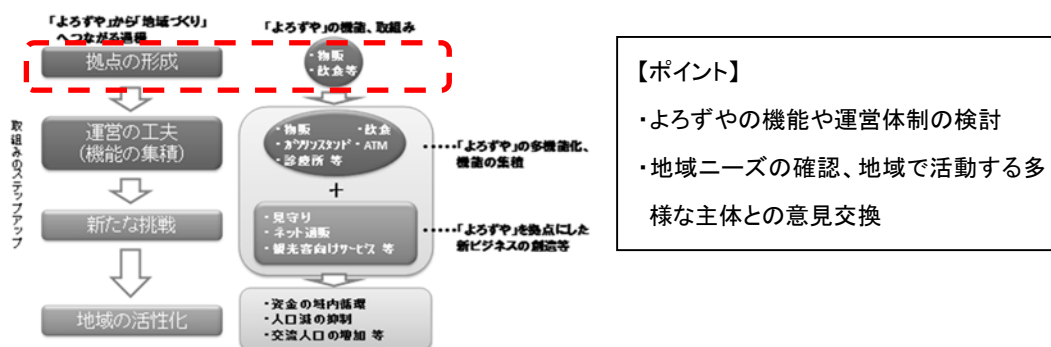 「よろずや」から「地域づくり」
へつながる過程
「よろずや」の機能、取組み
拠点の形成
・物販
・飲食等
取組みのステップアップ
運営の工夫
(機能の集積)
・物販 ・飲食
・ガソリンスタンド ・ATM
・診療所 等
・・・・・「よろずや」の多機能化、
機能の集積
+
新たな挑戦
・見守り
・ネット通販
・観光客向けサービス 等
・・・・・「よろずや」を拠点にした
新ビジネスの創造等
地域の活性化
・資金の域内循環
・人口減の抑制
・交流人口の増加 等
【ポイント】
・よろずやの機能や運営体制の検討
・地域ニーズの確認、地域で活動する多
様な主体との意見交換